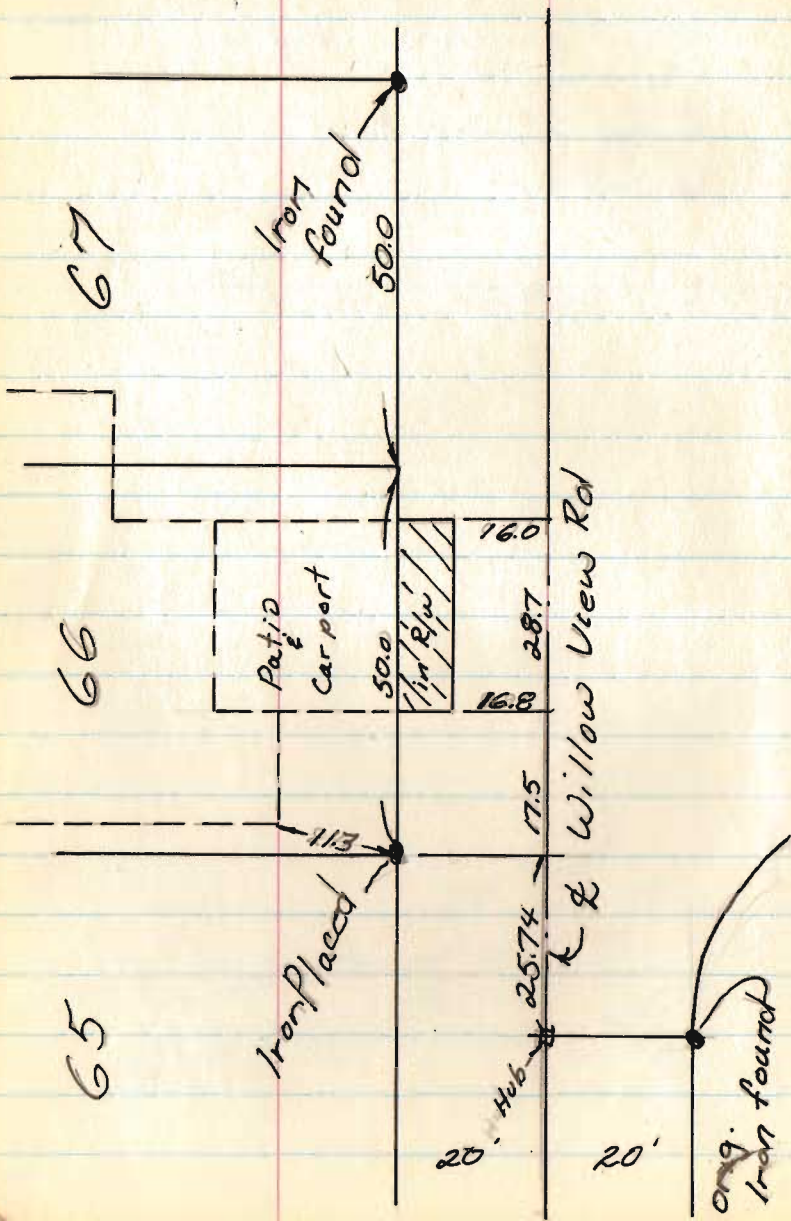 65
66
67
Iron Placed
Iron
found
Patio
&
Carport
11.3
50.0
50.0
in R/W
16.8
16.0
20'
Hub
25.74
17.5
28.7
℄ Willow View Rd
20'
orig.
Iron found